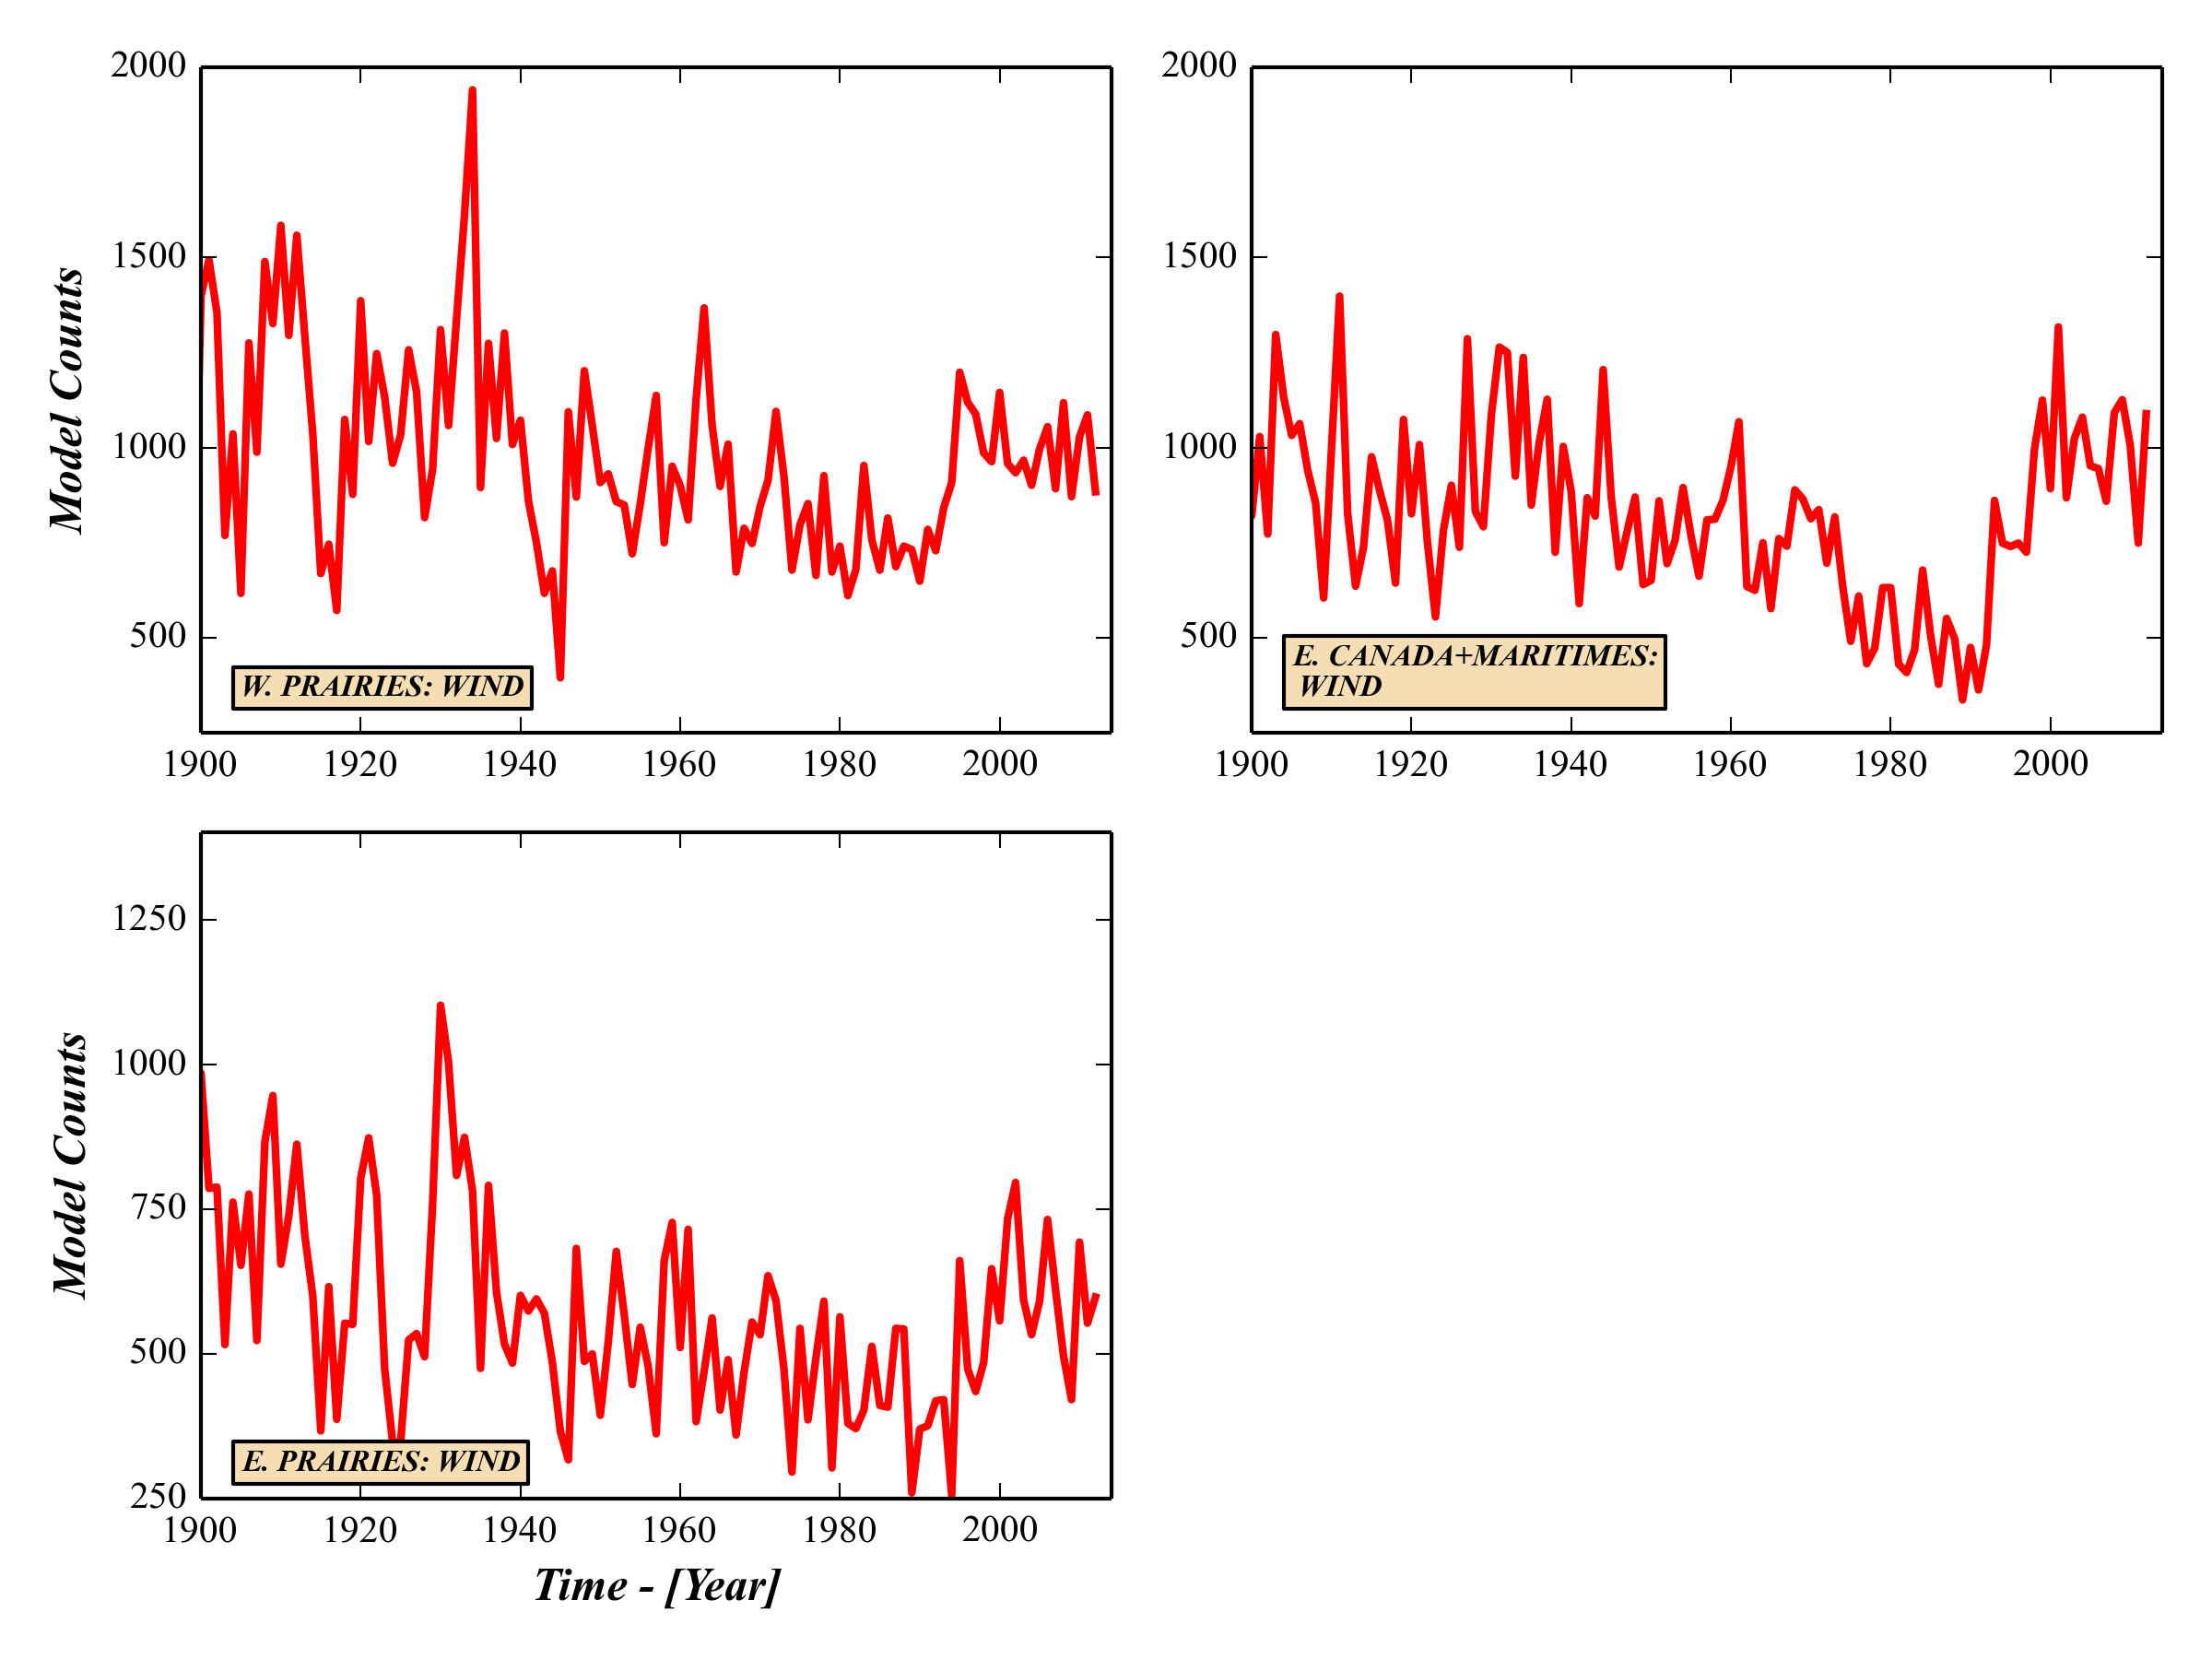 2000
1500
1000
500
Model Counts
W. PRAIRIES: WIND
1900 1920 1940 1960 1980 2000
2000
1500
1000
500
E. CANADA+MARITIMES:
WIND
1900 1920 1940 1960 1980 2000
1250
1000
750
500
250
Model Counts
E. PRAIRIES: WIND
1900 1920 1940 1960 1980 2000
Time - [Year]